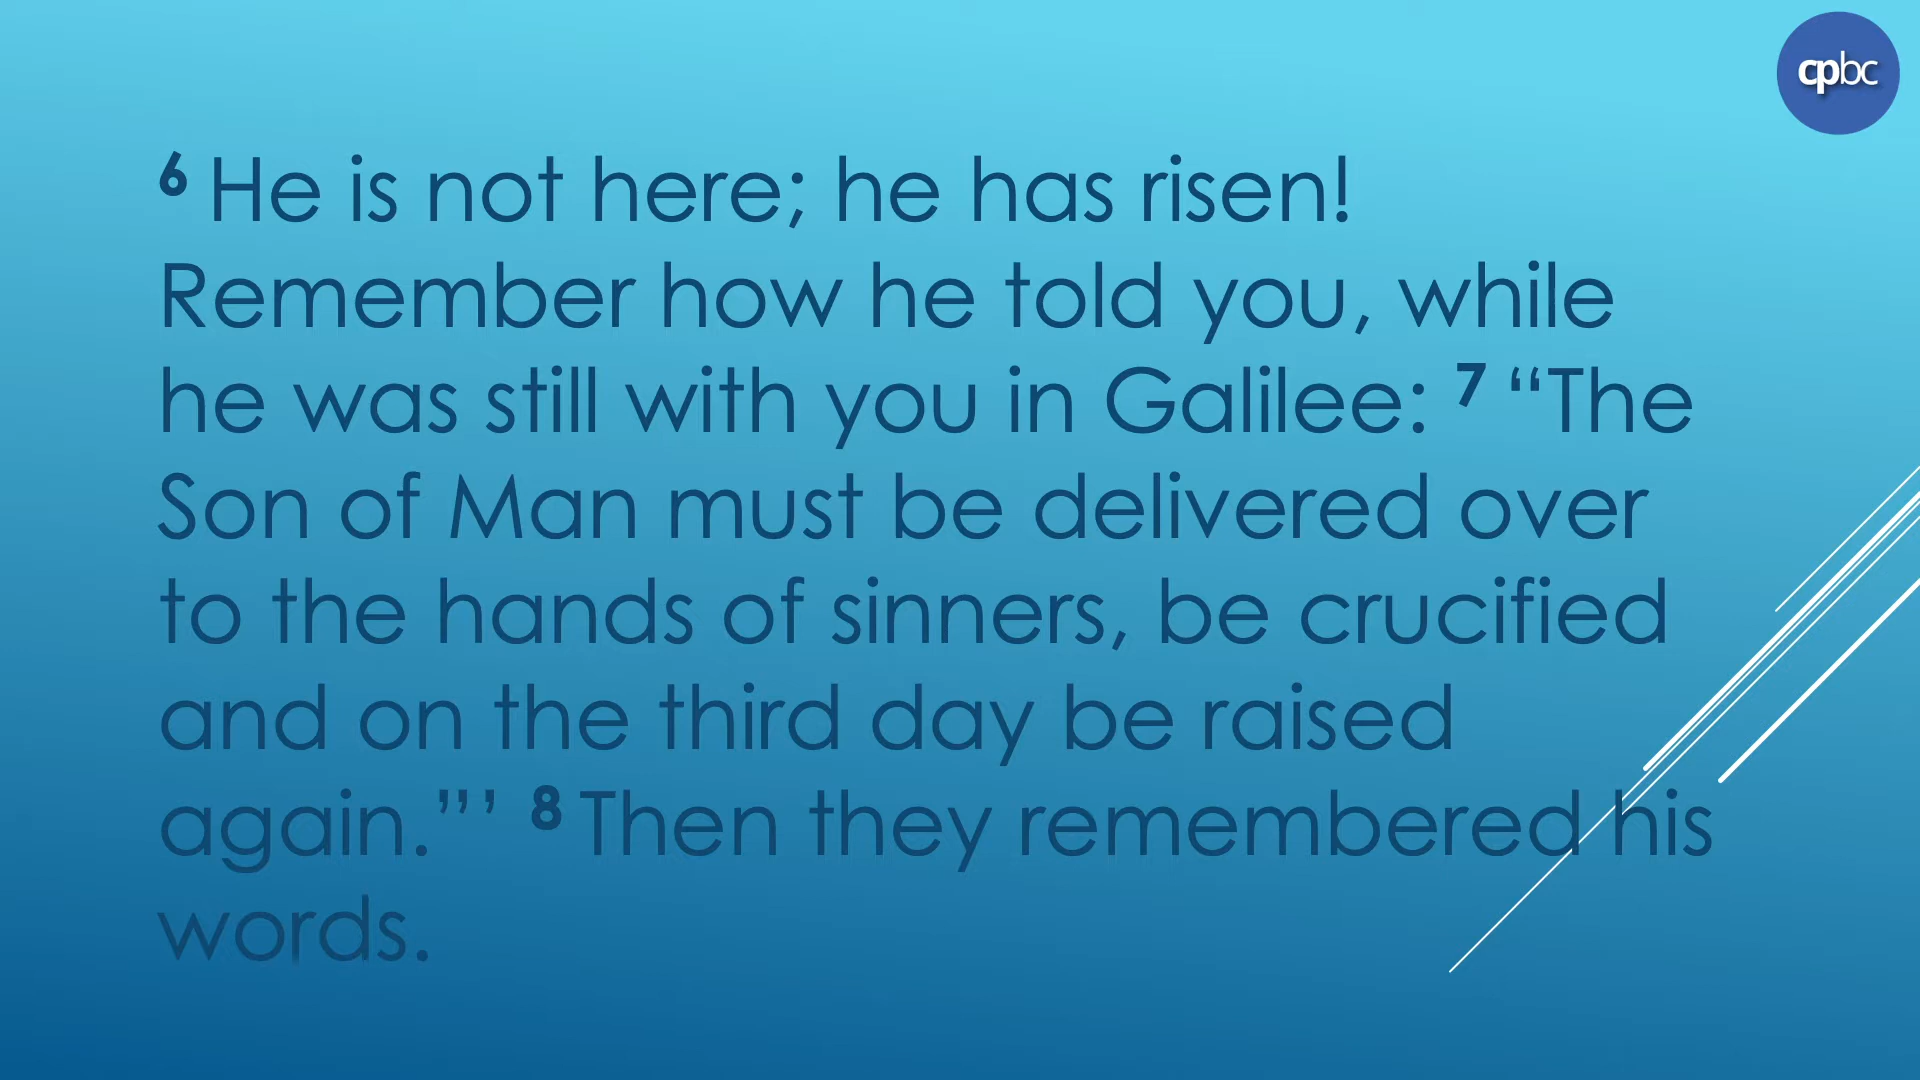 cpbc
⁶ He is not here; he has risen!
Remember how he told you, while
he was still with you in Galilee: ⁷ “The
Son of Man must be delivered over
to the hands of sinners, be crucified
and on the third day be raised
again.”’ ⁸ Then they remembered his
words.